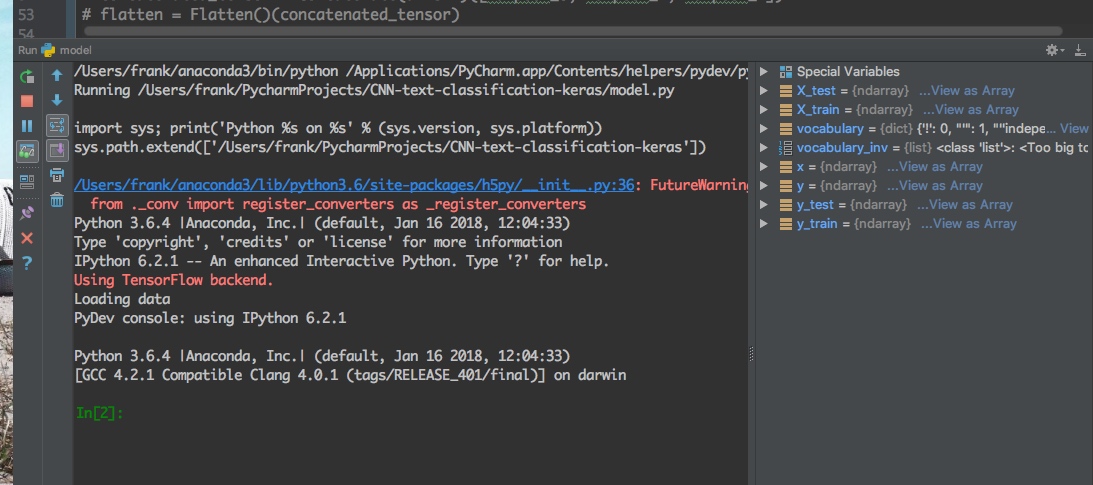 53
# flatten = Flatten()(concatenated_tensor)
54
Run model
/Users/frank/anaconda3/bin/python /Applications/PyCharm.app/Contents/helpers/pydev/py
Running /Users/frank/PycharmProjects/CNN-text-classification-keras/model.py
import sys; print('Python %s on %s' % (sys.version, sys.platform))
sys.path.extend(['/Users/frank/PycharmProjects/CNN-text-classification-keras'])
/Users/frank/anaconda3/lib/python3.6/site-packages/h5py/__init__.py:36: FutureWarning
from ._conv import register_converters as _register_converters
Python 3.6.4 |Anaconda, Inc.| (default, Jan 16 2018, 12:04:33)
Type 'copyright', 'credits' or 'license' for more information
IPython 6.2.1 -- An enhanced Interactive Python. Type '?' for help.
Using TensorFlow backend.
Loading data
PyDev console: using IPython 6.2.1
Python 3.6.4 |Anaconda, Inc.| (default, Jan 16 2018, 12:04:33)
[GCC 4.2.1 Compatible Clang 4.0.1 (tags/RELEASE_401/final)] on darwin
In[2]:
Special Variables
X_test = {ndarray} ...View as Array
X_train = {ndarray} ...View as Array
vocabulary = {dict} {'!': 0, '"': 1, '"indepe... View
vocabulary_inv = {list} <class 'list'>: <Too big to
x = {ndarray} ...View as Array
y = {ndarray} ...View as Array
y_test = {ndarray} ...View as Array
y_train = {ndarray} ...View as Array